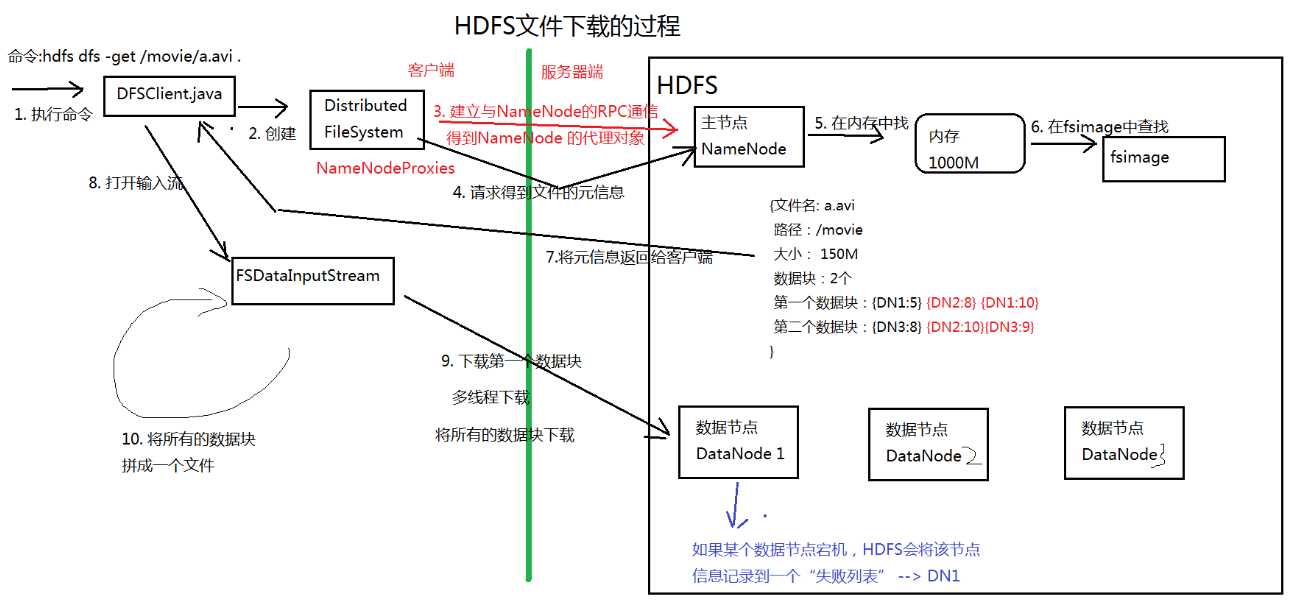 HDFS文件下载的过程
命令:hdfs dfs -get /movie/a.avi .
客户端
服务器端
HDFS
1. 执行命令
DFSClient.java
2. 创建
Distributed
FileSystem
NameNodeProxies
3. 建立与NameNode的RPC通信
得到NameNode 的代理对象
主节点
NameNode
5. 在内存中找
内存
1000M
6. 在fsimage中查找
fsimage
4. 请求得到文件的元信息
8. 打开输入流
{文件名: a.avi
路径：/movie
大小： 150M
数据块：2个
第一个数据块：{DN1:5} {DN2:8} {DN1:10}
第二个数据块：{DN3:8} {DN2:10}{DN3:9}
}
7.将元信息返回给客户端
FSDataInputStream
9. 下载第一个数据块
多线程下载
将所有的数据块下载
10. 将所有的数据块
拼成一个文件
数据节点
DataNode 1
数据节点
DataNode 2
数据节点
DataNode 3
如果某个数据节点宕机，HDFS会将该节点
信息记录到一个“失败列表” --> DN1